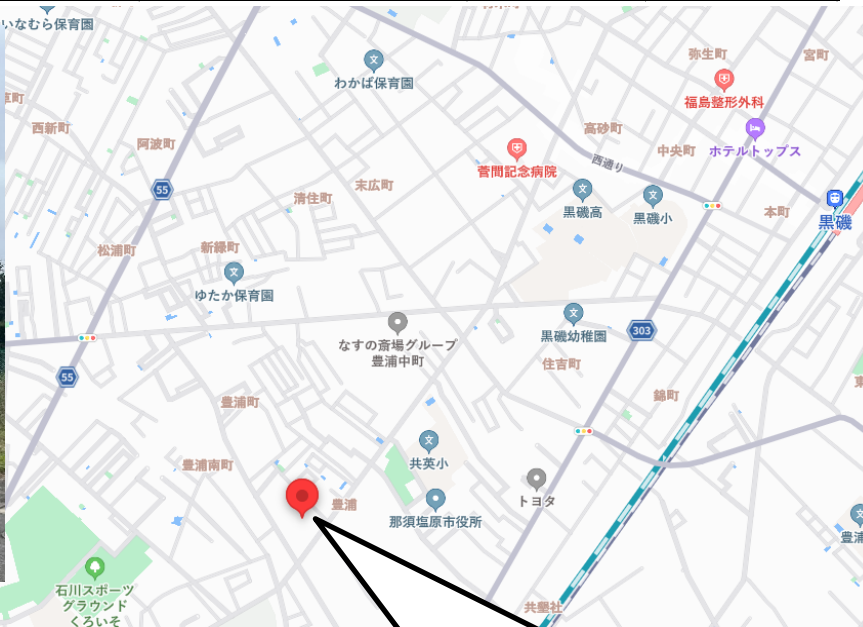 いなむら保育園
わかば保育園
弥生町
宮町
福島整形外科
西新町
阿波町
高砂町
中央町
ホテルトップス
西通り
菅間記念病院
55
末広町
清住町
黒磯高
黒磯小
本町
黒磯
松浦町
新緑町
ゆたか保育園
303
黒磯幼稚園
なすの斎場グループ
豊浦中町
住吉町
55
錦町
豊浦町
共英小
豊浦南町
豊浦
トヨタ
那須塩原市役所
石川スポーツ
グラウンド
くろいそ
共墾社